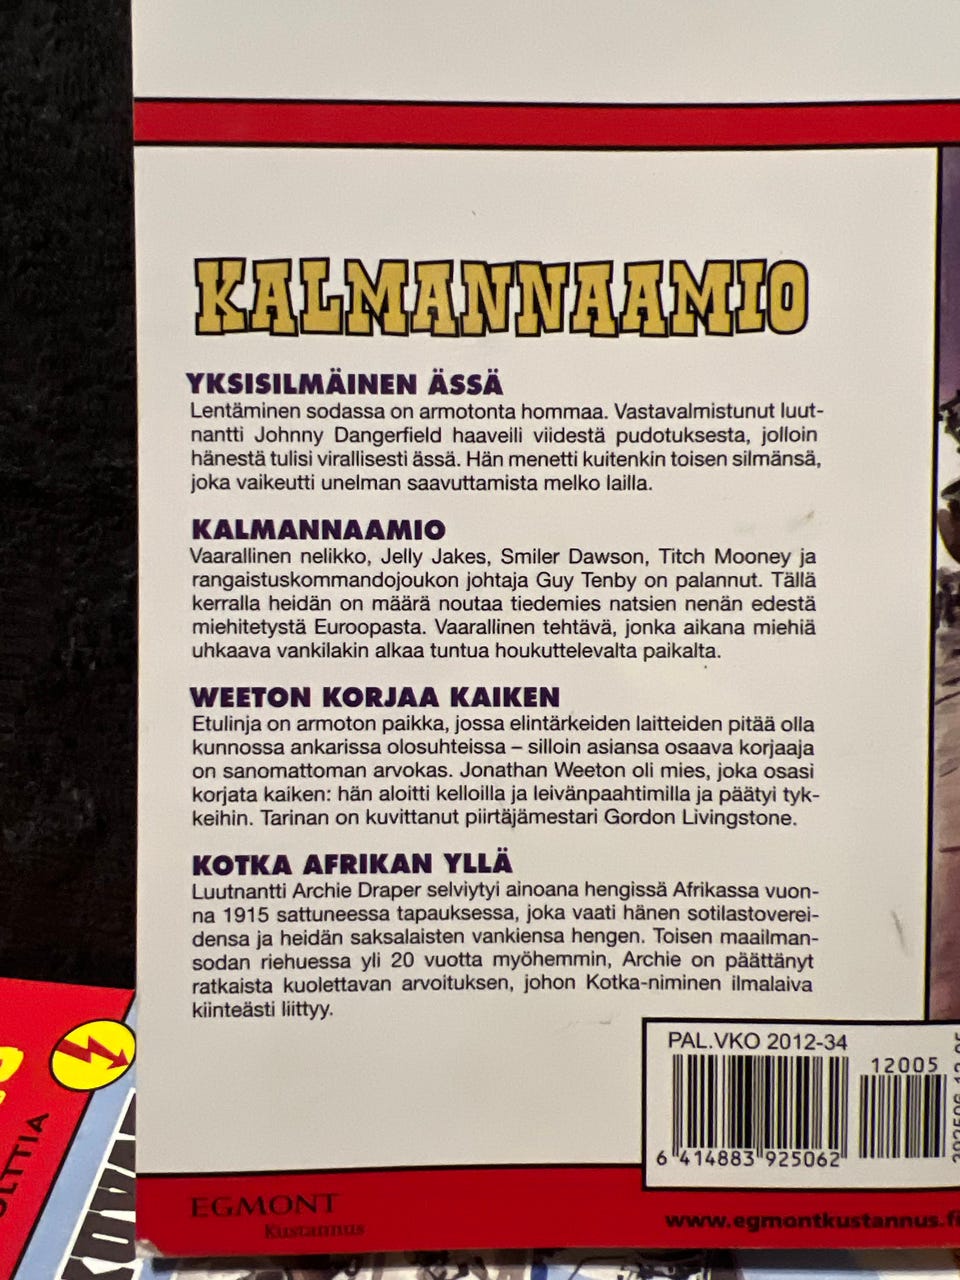 KALMANNAAMIO
YKSISILMÄINEN ÄSSÄ
Lentäminen sodassa on armotonta hommaa. Vastavalmistunut luut-
nantti Johnny Dangerfield haaveili viidestä pudotuksesta, jolloin
hänestä tulisi virallisesti ässä. Hän menetti kuitenkin toisen silmänsä,
joka vaikeutti unelman saavuttamista melko lailla.
KALMANNAAMIO
Vaarallinen nelikko, Jelly Jakes, Smiler Dawson, Titch Mooney ja
rangaistuskommandojoukon johtaja Guy Tenby on palannut. Tällä
kerralla heidän on määrä noutaa tiedemies natsien nenän edestä
miehitetystä Euroopasta. Vaarallinen tehtävä, jonka aikana miehiä
uhkaava vankilakin alkaa tuntua houkuttelevalta paikalta.
WEETON KORJAA KAIKEN
Etulinja on armoton paikka, jossa elintärkeiden laitteiden pitää olla
kunnossa ankarissa olosuhteissa – silloin asiansa osaava korjaaja
on sanomattoman arvokas. Jonathan Weeton oli mies, joka osasi
korjata kaiken: hän aloitti kelloilla ja leivänpaahtimilla ja päätyi tyk-
keihin. Tarinan on kuvittanut piirtäjämestari Gordon Livingstone.
KOTKA AFRIKAN YLLÄ
Luutnantti Archie Draper selviytyi ainoana hengissä Afrikassa vuon-
na 1915 sattuneessa tapauksessa, joka vaati hänen sotilastoverei-
densa ja heidän saksalaisten vankiensa hengen. Toisen maailman-
sodan riehuessa yli 20 vuotta myöhemmin, Archie on päättänyt
ratkaista kuolettavan arvoituksen, johon Kotka-niminen ilmalaiva
kiinteästi liittyy.
PAL.VKO 2012-34
12005
6 414883 925062
EGMONT
Kustannus
www.egmontkustannus.fi